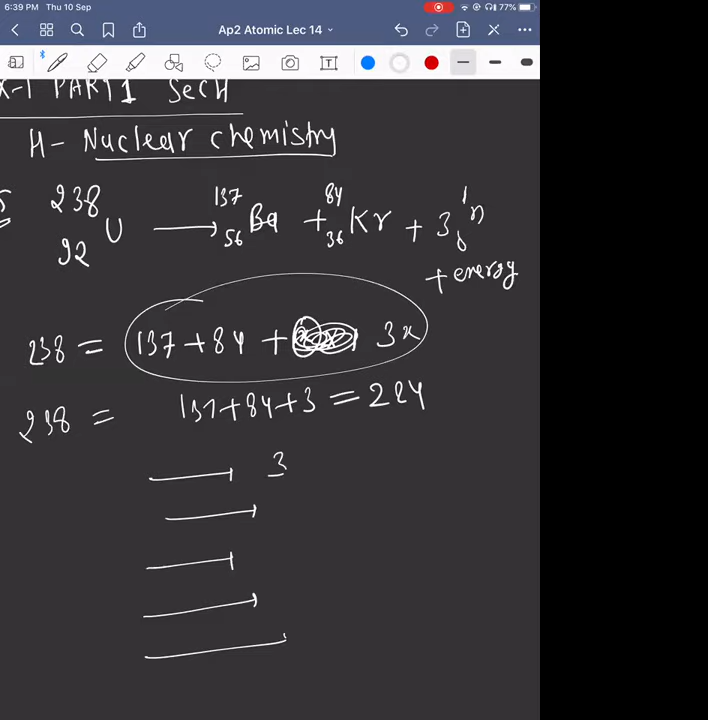 6:39 PM Thu 10 Sep 77%
Ap2 Atomic Lec 14
X-1 PART1 SecH
H- Nuclear chemistry
238 92 U → 137 56 Ba + 84 36 Kr + 3 1 0 n
+ energy
238 = 137+84+ 3x
238 = 137+84+3 = 224
3